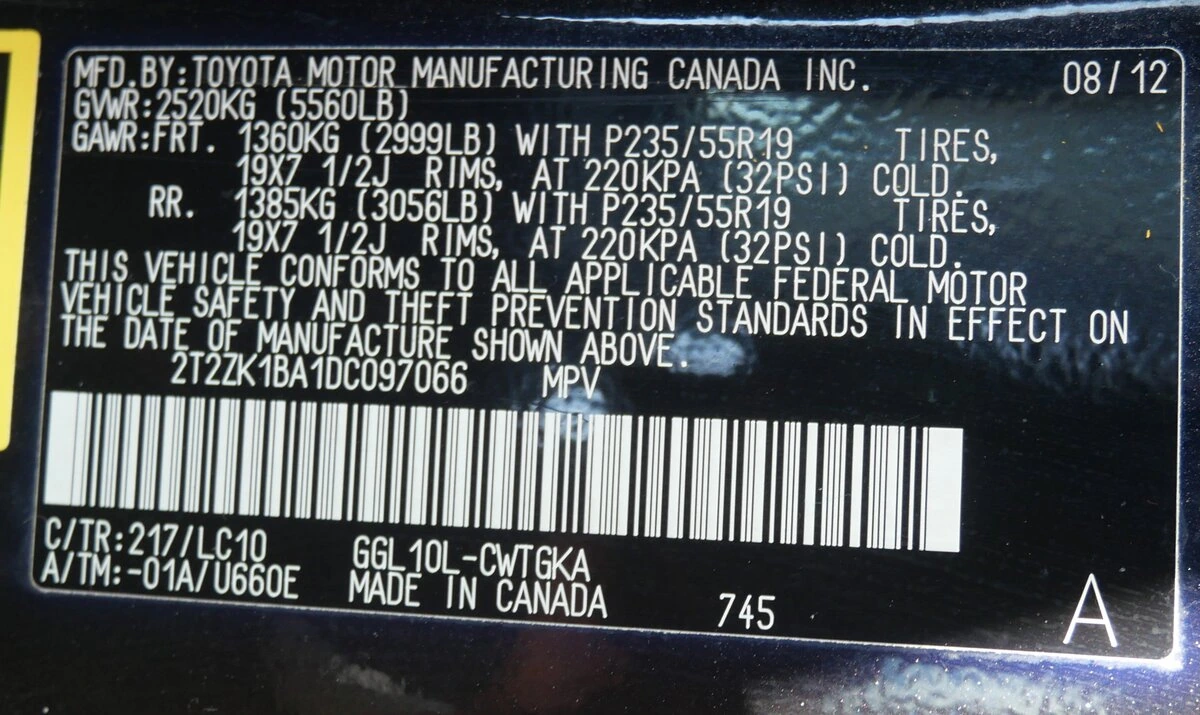 MFD.BY:TOYOTA MOTOR MANUFACTURING CANADA INC. 08/12
GVWR:2520KG (5560LB)
GAWR:FRT. 1360KG (2999LB) WITH P235/55R19 TIRES,
19X7 1/2J RIMS, AT 220KPA (32PSI) COLD.
RR. 1385KG (3056LB) WITH P235/55R19 TIRES,
19X7 1/2J RIMS, AT 220KPA (32PSI) COLD.
THIS VEHICLE CONFORMS TO ALL APPLICABLE FEDERAL MOTOR
VEHICLE SAFETY AND THEFT PREVENTION STANDARDS IN EFFECT ON
THE DATE OF MANUFACTURE SHOWN ABOVE.
2T2ZK1BA1DC097066 MPV
C/TR:217/LC10 GGL10L-CWTGKA
A/TM:-01A/U660E MADE IN CANADA 745 A